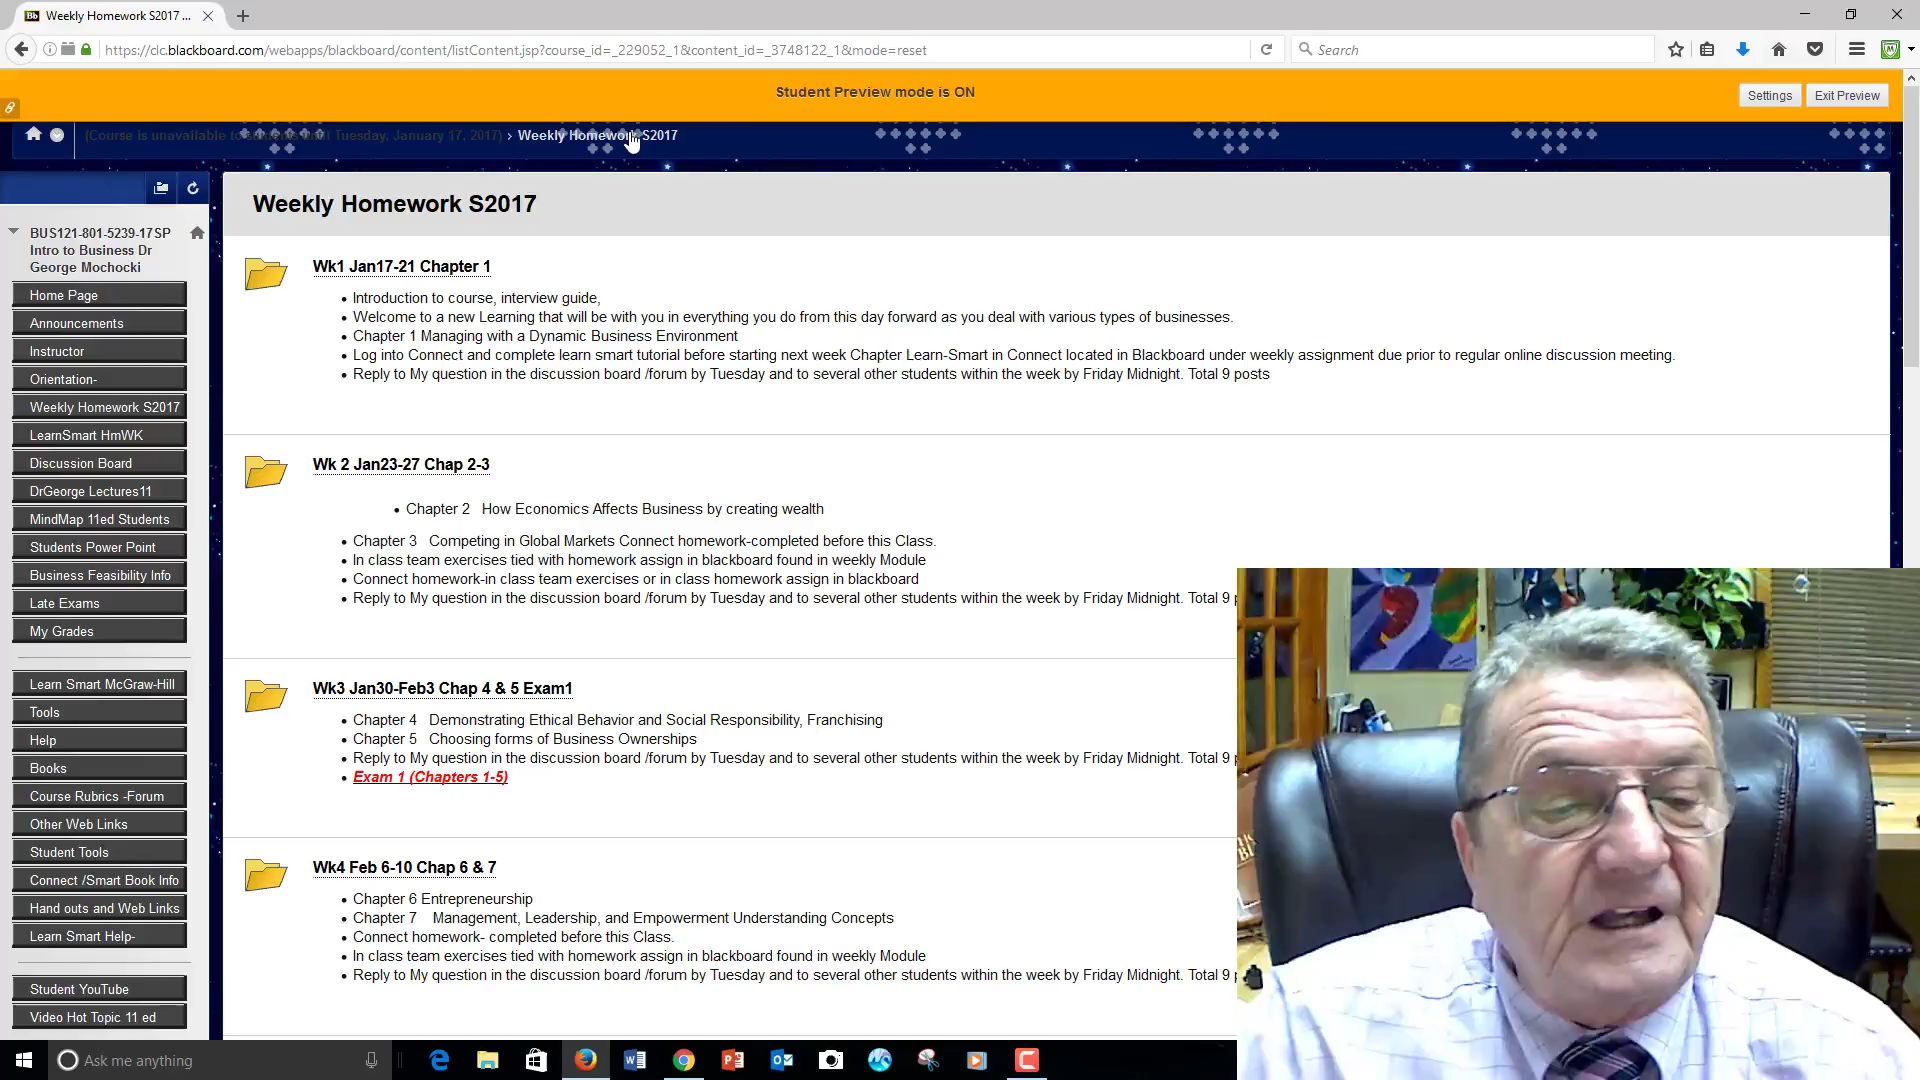 Weekly Homework S2017 ...
https://clc.blackboard.com/webapps/blackboard/content/listContent.jsp?course_id=_229052_1&content_id=_3748122_1&mode=reset
Search
Student Preview mode is ON
Settings
Exit Preview
(Course is unavailable to students until Tuesday, January 17, 2017) > Weekly Homework S2017
BUS121-801-5239-17SP
Intro to Business Dr
George Mochocki
Home Page
Announcements
Instructor
Orientation-
Weekly Homework S2017
LearnSmart HmWK
Discussion Board
DrGeorge Lectures11
MindMap 11ed Students
Students Power Point
Business Feasibility Info
Late Exams
My Grades
Learn Smart McGraw-Hill
Tools
Help
Books
Course Rubrics -Forum
Other Web Links
Student Tools
Connect /Smart Book Info
Hand outs and Web Links
Learn Smart Help-
Student YouTube
Video Hot Topic 11 ed
Weekly Homework S2017
Wk1 Jan17-21 Chapter 1
• Introduction to course, interview guide,
• Welcome to a new Learning that will be with you in everything you do from this day forward as you deal with various types of businesses.
• Chapter 1 Managing with a Dynamic Business Environment
• Log into Connect and complete learn smart tutorial before starting next week Chapter Learn-Smart in Connect located in Blackboard under weekly assignment due prior to regular online discussion meeting.
• Reply to My question in the discussion board /forum by Tuesday and to several other students within the week by Friday Midnight. Total 9 posts
Wk 2 Jan23-27 Chap 2-3
• Chapter 2 How Economics Affects Business by creating wealth
• Chapter 3 Competing in Global Markets Connect homework-completed before this Class.
• In class team exercises tied with homework assign in blackboard found in weekly Module
• Connect homework-in class team exercises or in class homework assign in blackboard
• Reply to My question in the discussion board /forum by Tuesday and to several other students within the week by Friday Midnight. Total 9
Wk3 Jan30-Feb3 Chap 4 & 5 Exam1
• Chapter 4 Demonstrating Ethical Behavior and Social Responsibility, Franchising
• Chapter 5 Choosing forms of Business Ownerships
• Reply to My question in the discussion board /forum by Tuesday and to several other students within the week by Friday Midnight. Total 9
• Exam 1 (Chapters 1-5)
Wk4 Feb 6-10 Chap 6 & 7
• Chapter 6 Entrepreneurship
• Chapter 7 Management, Leadership, and Empowerment Understanding Concepts
• Connect homework- completed before this Class.
• In class team exercises tied with homework assign in blackboard found in weekly Module
• Reply to My question in the discussion board /forum by Tuesday and to several other students within the week by Friday Midnight. Total 9
Ask me anything